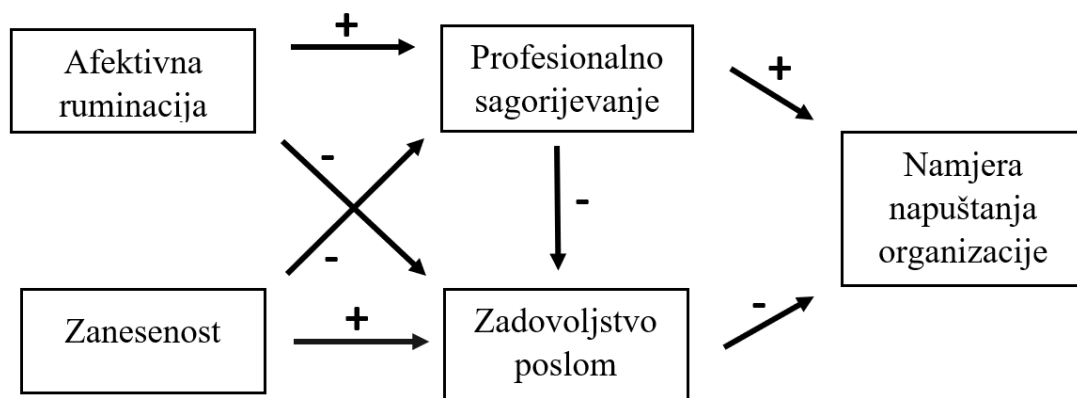 Afektivna
ruminacija
+
Profesionalno
sagorijevanje
+
-
-
-
Namjera
napuštanja
organizacije
Zanesenost
+
Zadovoljstvo
poslom
-